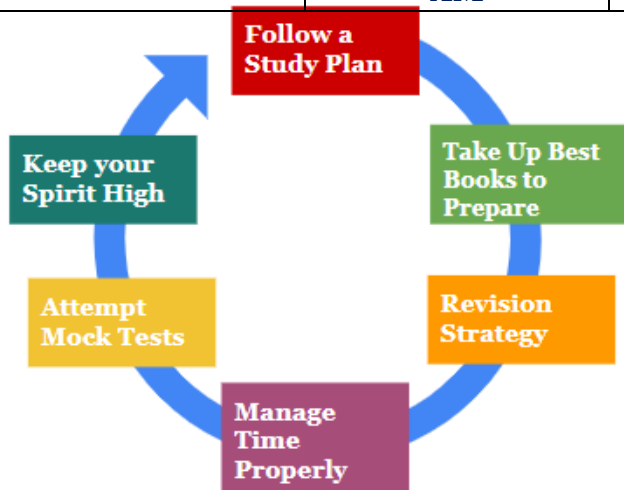 Follow a
Study Plan
Take Up Best
Books to
Prepare
Revision
Strategy
Manage
Time
Properly
Attempt
Mock Tests
Keep your
Spirit High